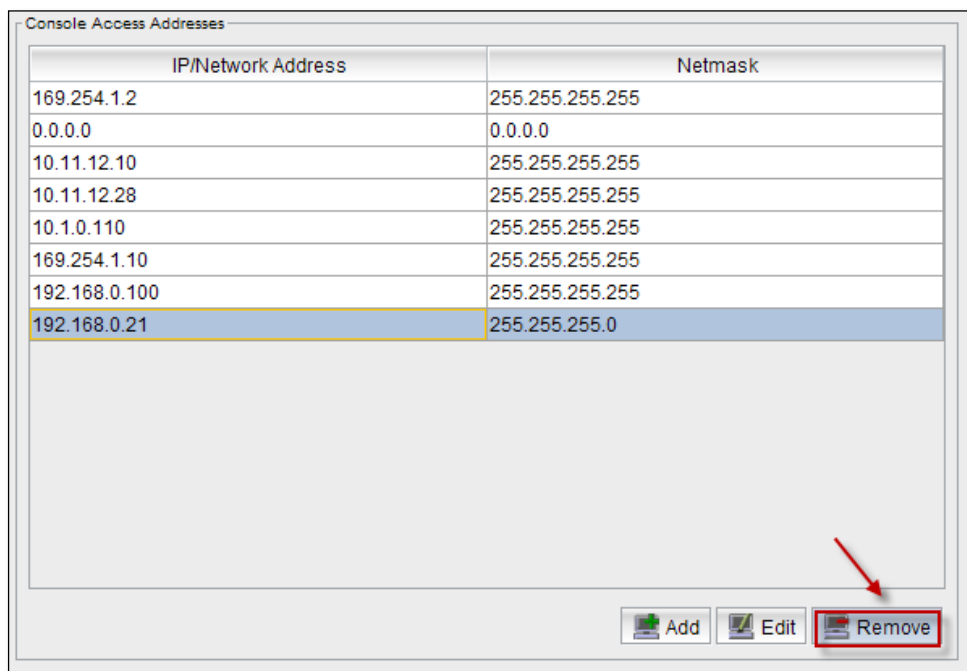 Console Access Addresses
IP/Network Address Netmask
169.254.1.2 255.255.255.255
0.0.0.0 0.0.0.0
10.11.12.10 255.255.255.255
10.11.12.28 255.255.255.255
10.1.0.110 255.255.255.255
169.254.1.10 255.255.255.255
192.168.0.100 255.255.255.255
192.168.0.21 255.255.255.0
Add Edit Remove